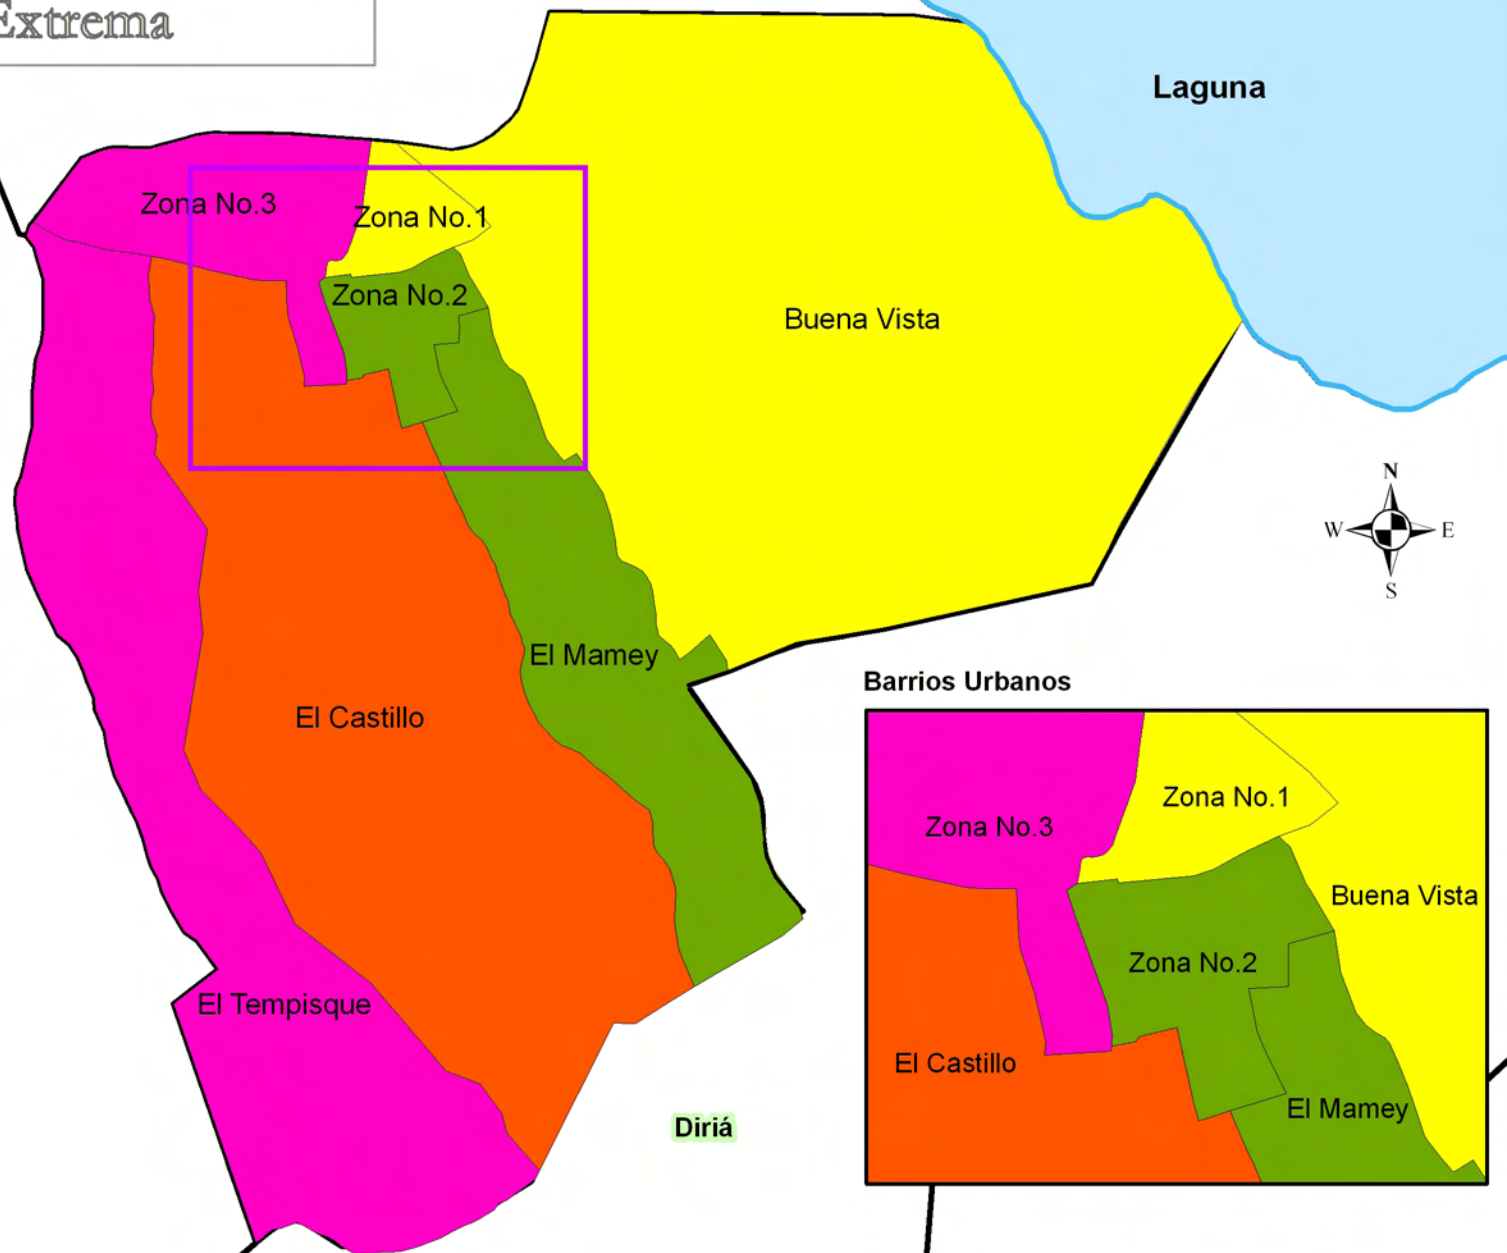 Extrema
Laguna
Zona No.3
Zona No.1
Zona No.2
Buena Vista
N
W
E
S
El Mamey
El Castillo
Barrios Urbanos
Zona No.1
Zona No.3
Buena Vista
Zona No.2
El Castillo
El Mamey
El Tempisque
Diriá